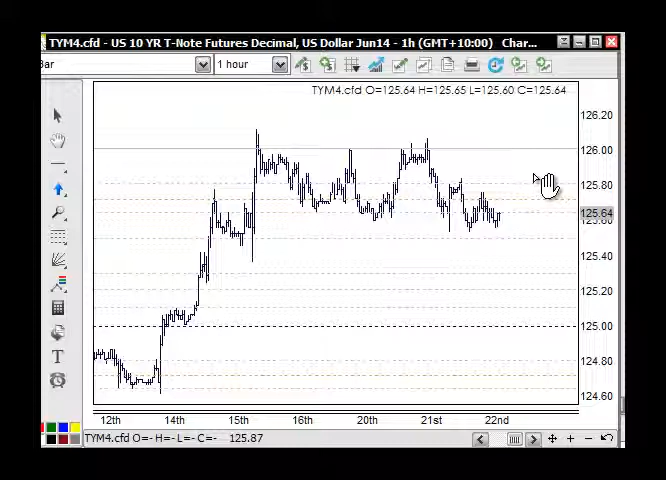 TYM4.cfd - US 10 YR T-Note Futures Decimal, US Dollar Jun14 - 1h (GMT+10:00) Char...
Bar
1 hour
TYM4.cfd O=125.64 H=125.65 L=125.60 C=125.64
126.20
126.00
125.80
125.64
125.60
125.40
125.20
125.00
124.80
124.60
T
12th 14th 15th 16th 20th 21st 22nd
TYM4.cfd O=- H=- L=- C=- 125.87